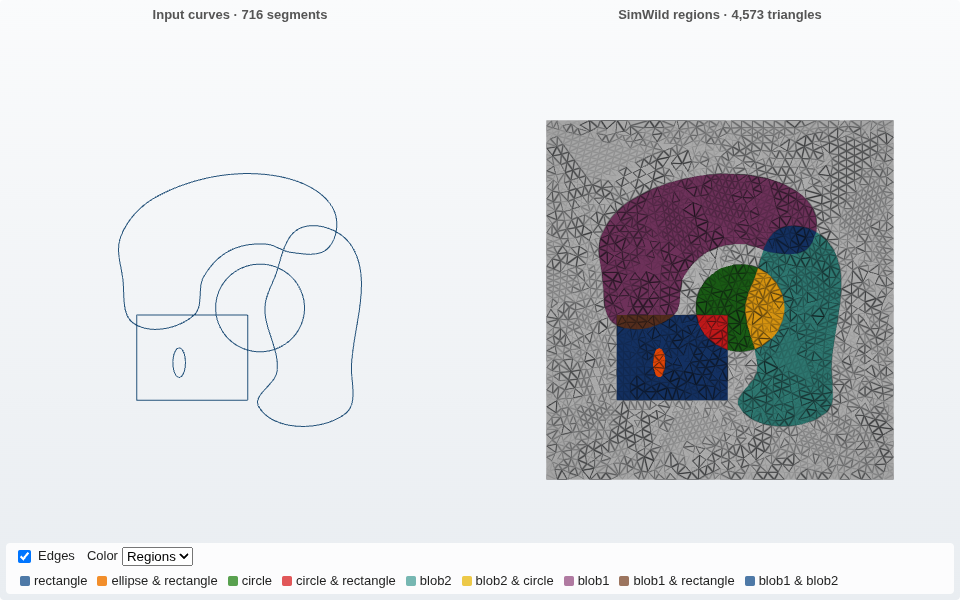 Input curves · 716 segments
SimWild regions · 4,573 triangles
Edges Color Regions
rectangle ellipse & rectangle circle circle & rectangle blob2 blob2 & circle blob1 blob1 & rectangle blob1 & blob2